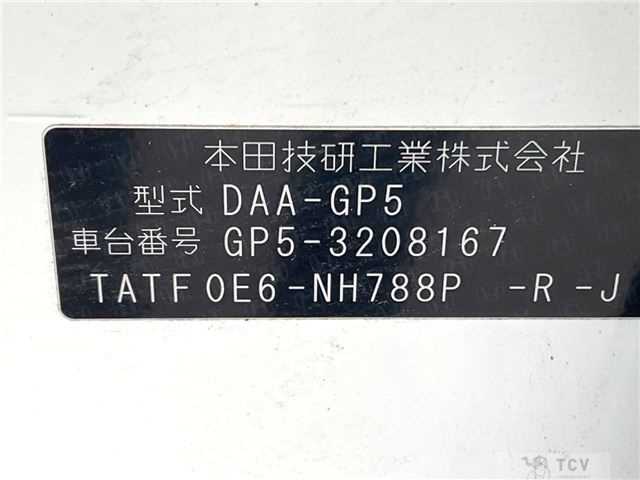 本田技研工業株式会社
型式 DAA-GP5
車台番号 GP5-3208167
TATF0E6-NH788P -R -J
TCV